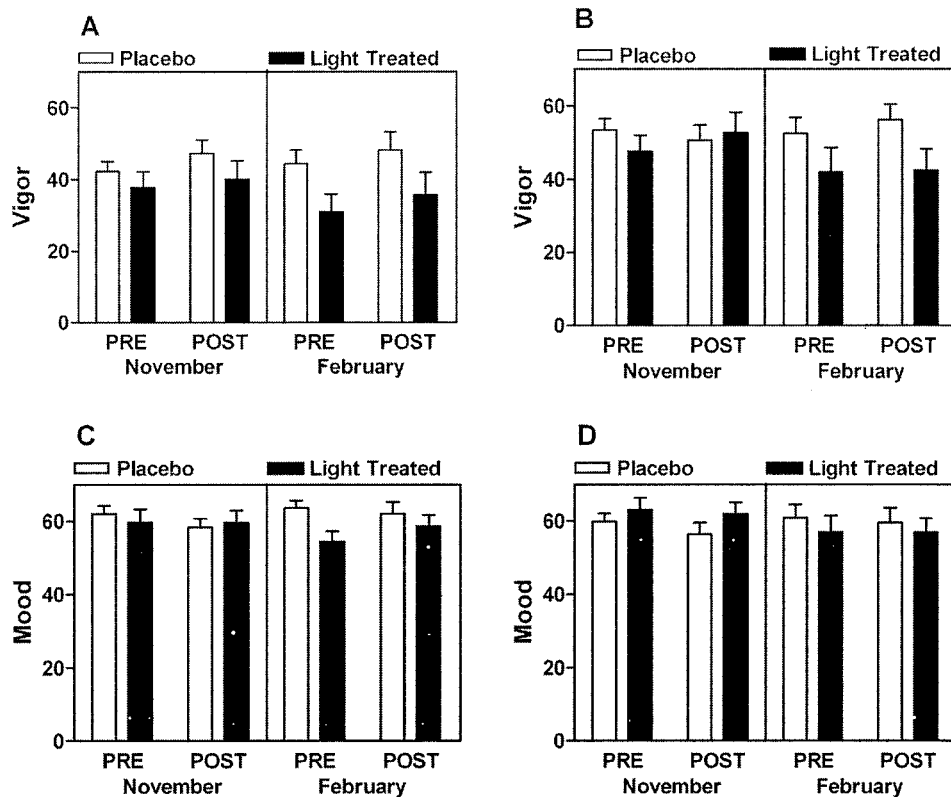 A
Placebo Light Treated
60
40
20
0
Vigor
PRE POST PRE POST
November February
B
Placebo Light Treated
60
40
20
0
Vigor
PRE POST PRE POST
November February
C
Placebo Light Treated
60
40
20
0
Mood
PRE POST PRE POST
November February
D
Placebo Light Treated
60
40
20
0
Mood
PRE POST PRE POST
November February